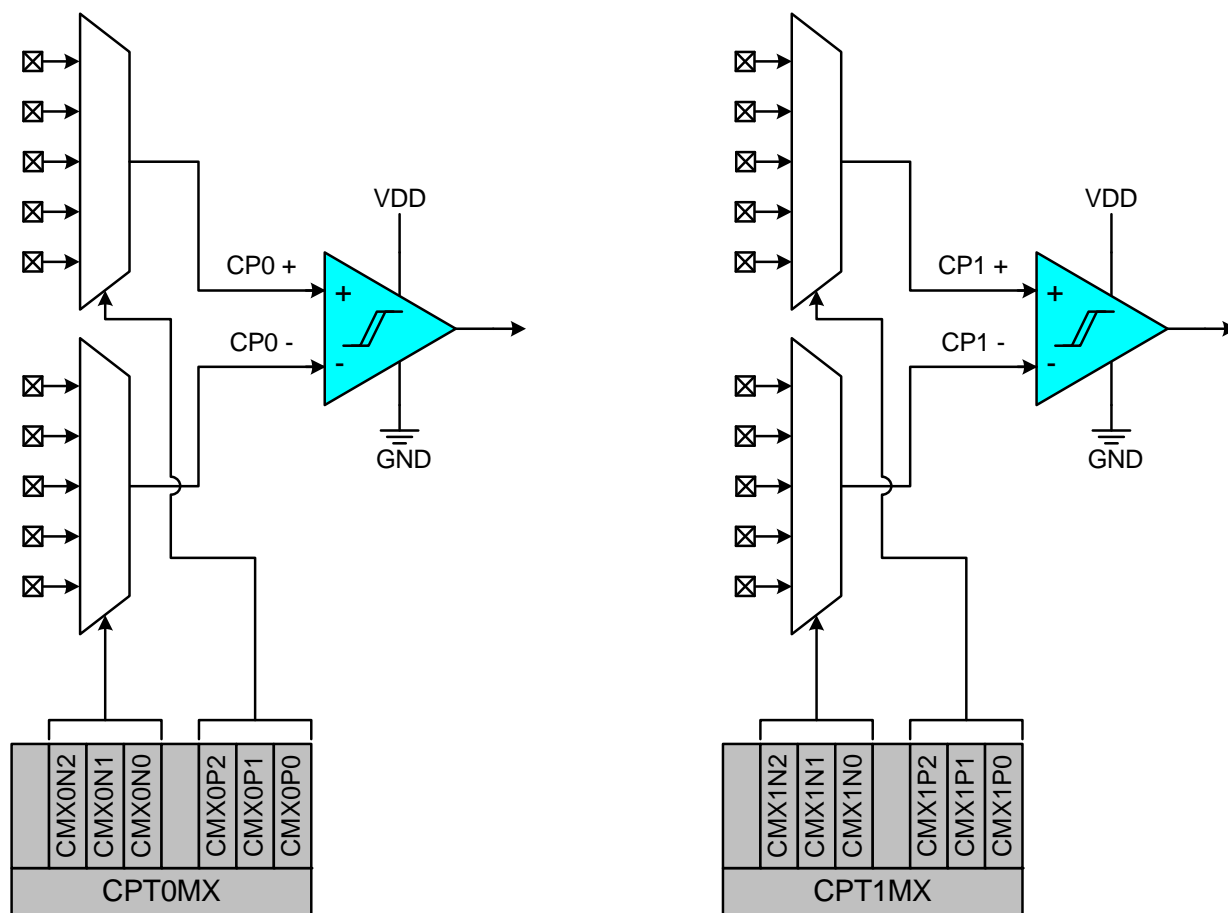 VDD
CP0 +
+
CP0 -
-
GND
CMX0N2
CMX0N1
CMX0N0
CMX0P2
CMX0P1
CMX0P0
CPT0MX
VDD
CP1 +
+
CP1 -
-
GND
CMX1N2
CMX1N1
CMX1N0
CMX1P2
CMX1P1
CMX1P0
CPT1MX